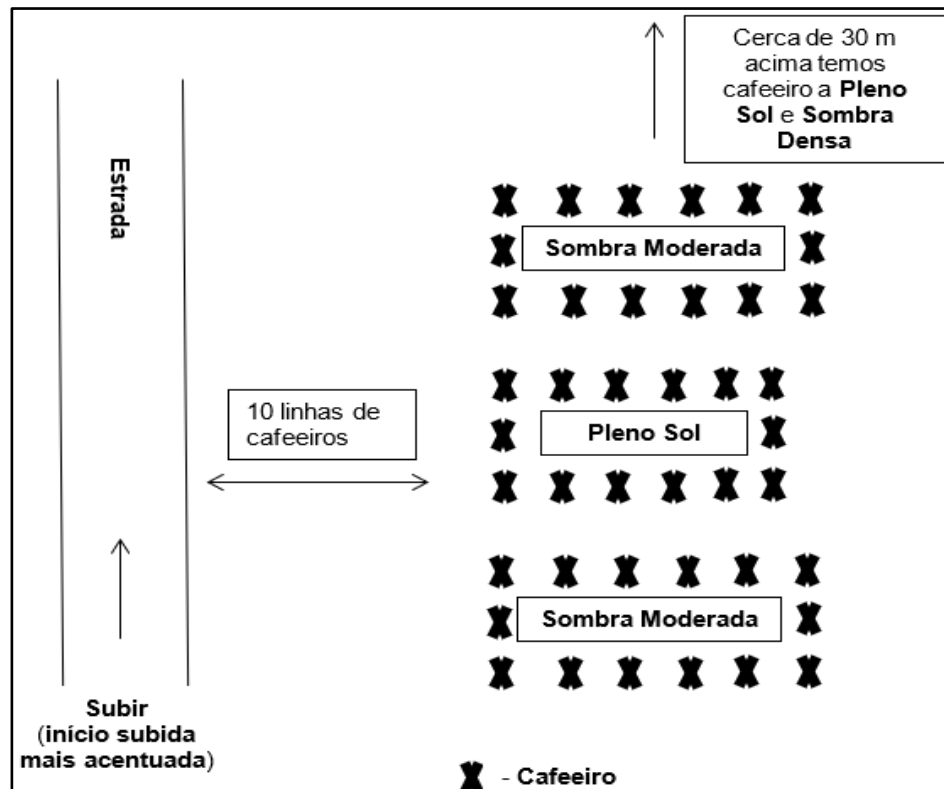 Cerca de 30 m
acima temos
cafeeiro a Pleno
Sol e Sombra
Densa
Estrada
Sombra Moderada
10 linhas de
cafeeiros
Pleno Sol
Sombra Moderada
Subir
(início subida
mais acentuada)
- Cafeeiro